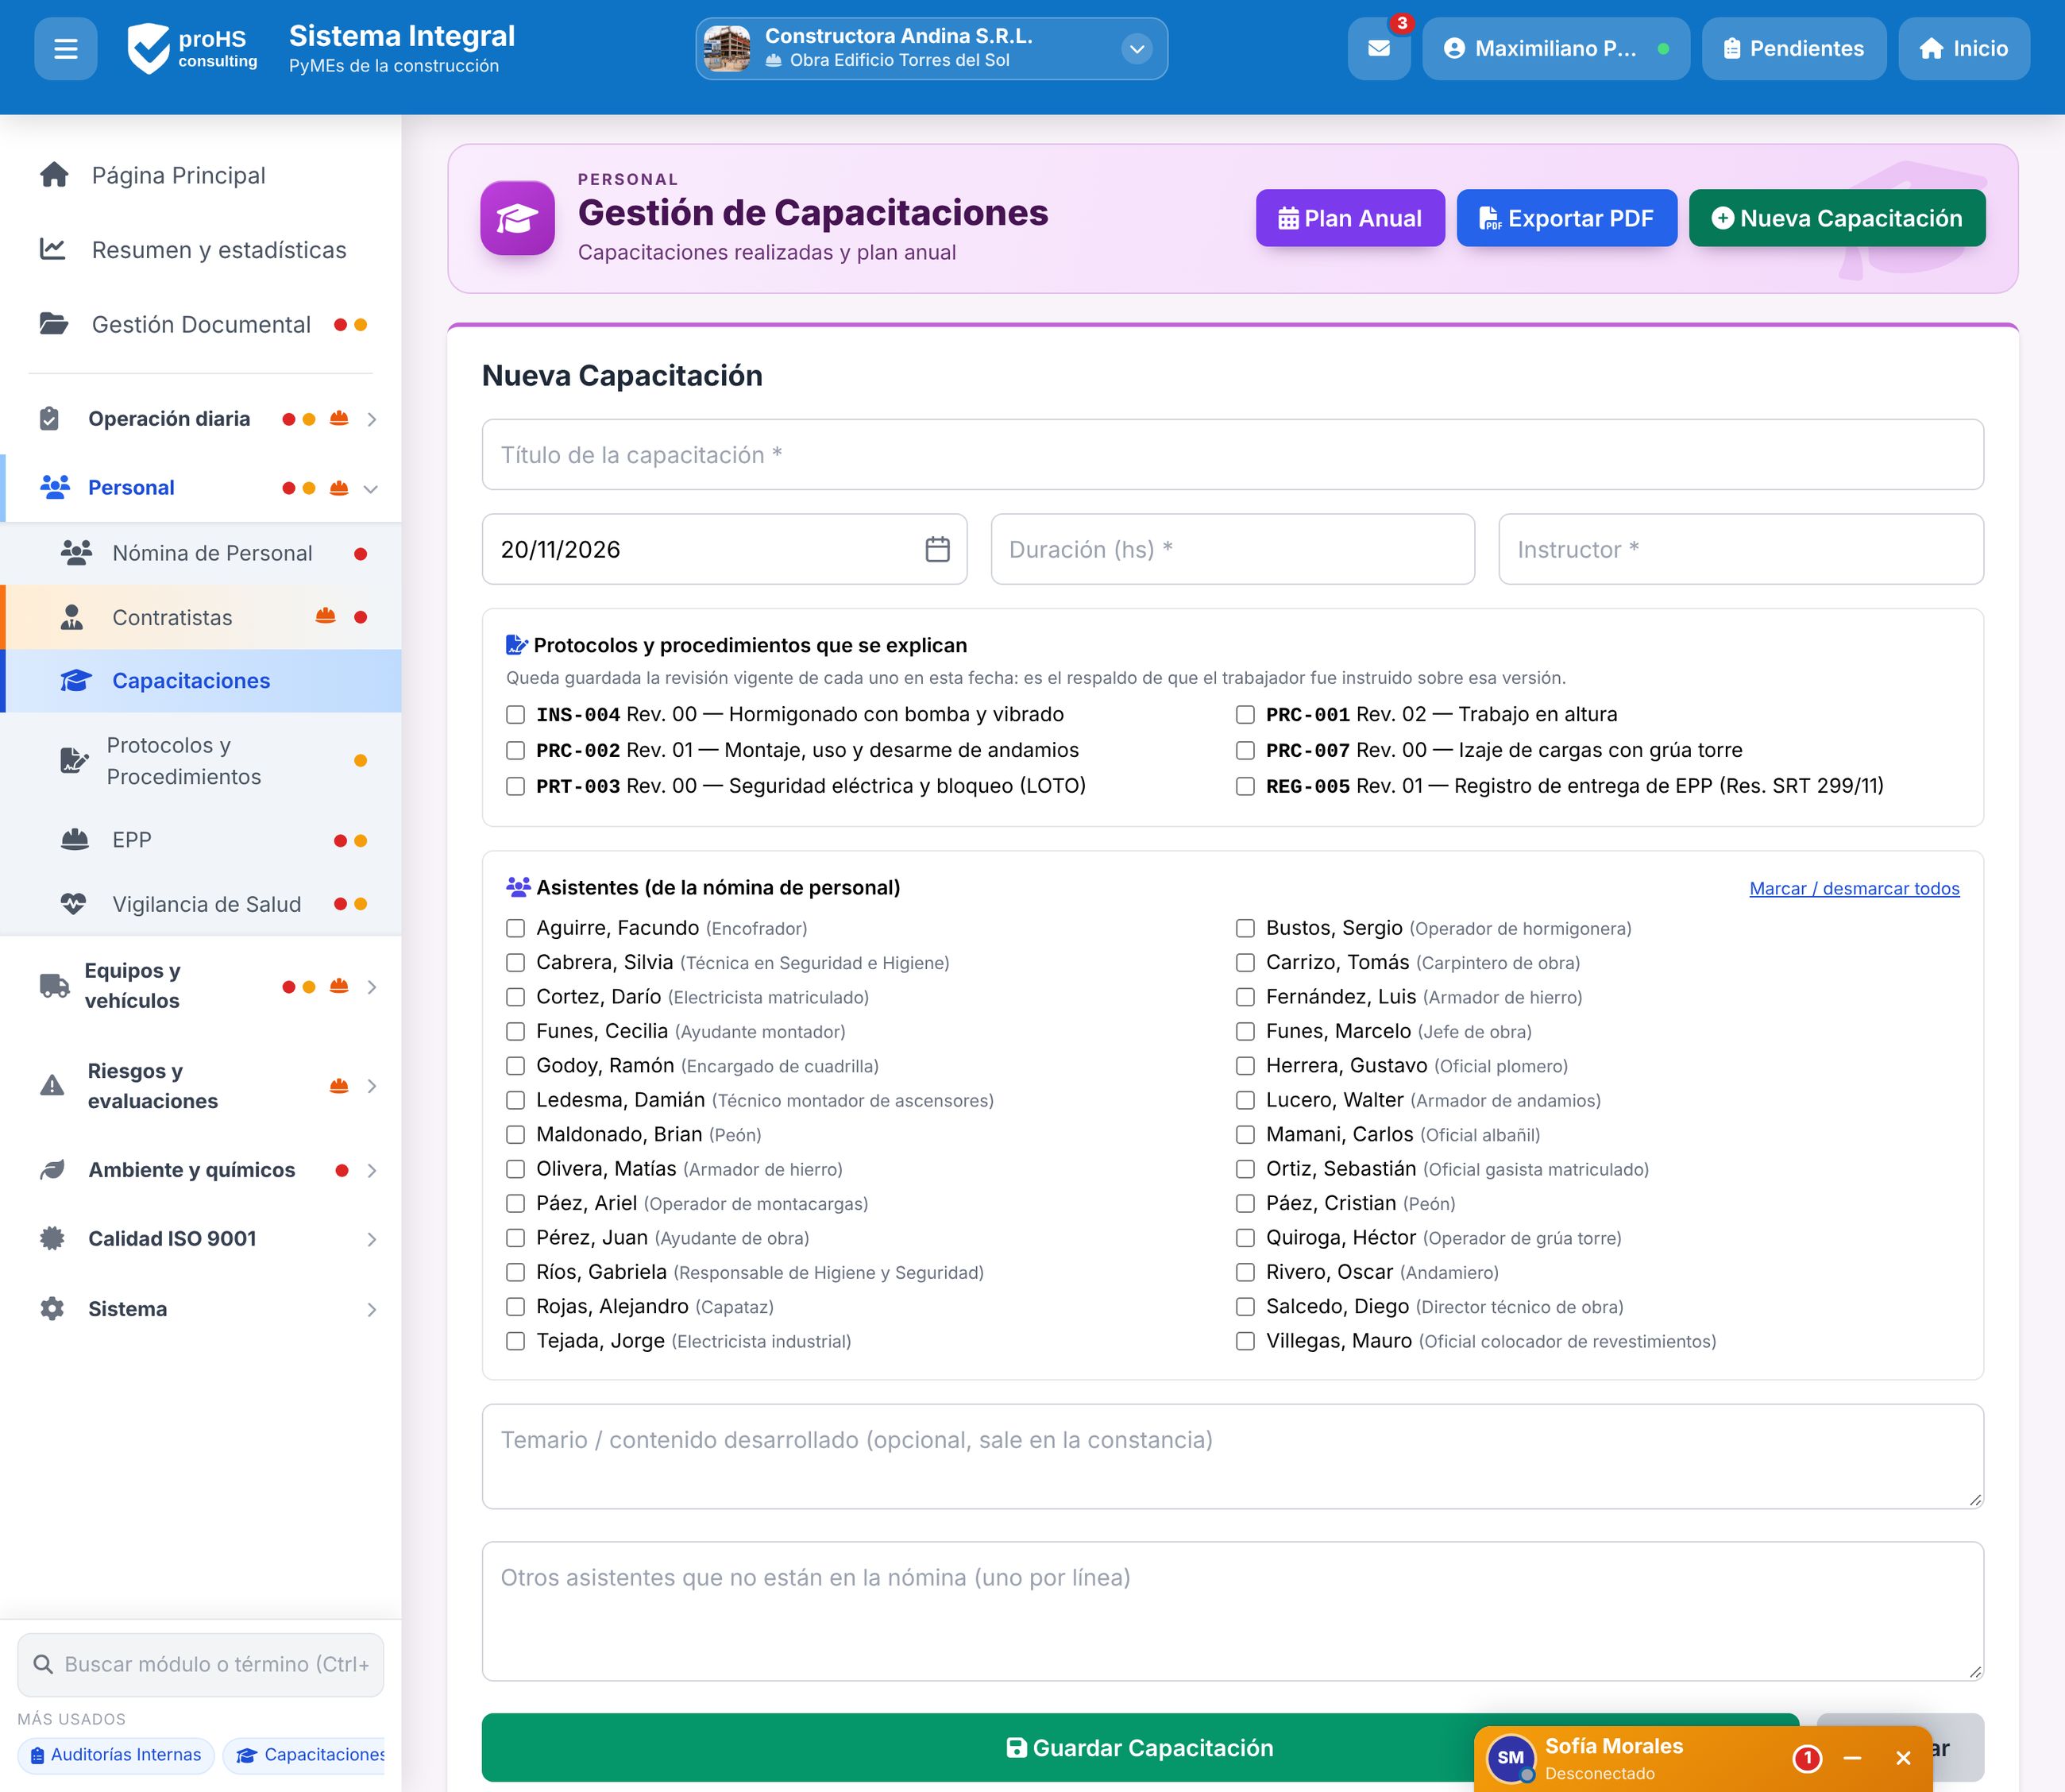 proHS
consulting
Sistema Integral
PyMEs de la construcción
Constructora Andina S.R.L.
Obra Edificio Torres del Sol
3
Maximiliano P...
Pendientes
Inicio
Página Principal
Resumen y estadísticas
Gestión Documental
Operación diaria
Personal
Nómina de Personal
Contratistas
Capacitaciones
Protocolos y
Procedimientos
EPP
Vigilancia de Salud
Equipos y
vehículos
Riesgos y
evaluaciones
Ambiente y químicos
Calidad ISO 9001
Sistema
Buscar módulo o término (Ctrl+
MÁS USADOS
Auditorías Internas
Capacitaciones
PERSONAL
Gestión de Capacitaciones
Capacitaciones realizadas y plan anual
Plan Anual
PDF
Exportar PDF
Nueva Capacitación
Nueva Capacitación
Título de la capacitación *
20/11/2026
Duración (hs) *
Instructor *
Protocolos y procedimientos que se explican
Queda guardada la revisión vigente de cada uno en esta fecha: es el respaldo de que el trabajador fue instruido sobre esa versión.
INS-004 Rev. 00 — Hormigonado con bomba y vibrado
PRC-001 Rev. 02 — Trabajo en altura
PRC-002 Rev. 01 — Montaje, uso y desarme de andamios
PRC-007 Rev. 00 — Izaje de cargas con grúa torre
PRT-003 Rev. 00 — Seguridad eléctrica y bloqueo (LOTO)
REG-005 Rev. 01 — Registro de entrega de EPP (Res. SRT 299/11)
Asistentes (de la nómina de personal)
Marcar / desmarcar todos
Aguirre, Facundo (Encofrador)
Bustos, Sergio (Operador de hormigonera)
Cabrera, Silvia (Técnica en Seguridad e Higiene)
Carrizo, Tomás (Carpintero de obra)
Cortez, Darío (Electricista matriculado)
Fernández, Luis (Armador de hierro)
Funes, Cecilia (Ayudante montador)
Funes, Marcelo (Jefe de obra)
Godoy, Ramón (Encargado de cuadrilla)
Herrera, Gustavo (Oficial plomero)
Ledesma, Damián (Técnico montador de ascensores)
Lucero, Walter (Armador de andamios)
Maldonado, Brian (Peón)
Mamani, Carlos (Oficial albañil)
Olivera, Matías (Armador de hierro)
Ortiz, Sebastián (Oficial gasista matriculado)
Páez, Ariel (Operador de montacargas)
Páez, Cristian (Peón)
Pérez, Juan (Ayudante de obra)
Quiroga, Héctor (Operador de grúa torre)
Ríos, Gabriela (Responsable de Higiene y Seguridad)
Rivero, Oscar (Andamiero)
Rojas, Alejandro (Capataz)
Salcedo, Diego (Director técnico de obra)
Tejada, Jorge (Electricista industrial)
Villegas, Mauro (Oficial colocador de revestimientos)
Temario / contenido desarrollado (opcional, sale en la constancia)
Otros asistentes que no están en la nómina (uno por línea)
Guardar Capacitación
SM
Sofía Morales
Desconectado
1